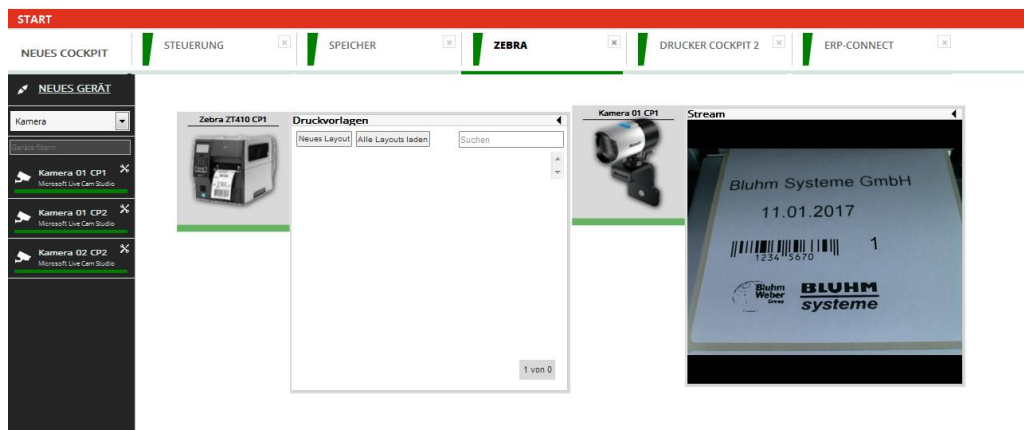 START
NEUES COCKPIT
STEUERUNG
SPEICHER
ZEBRA
DRUCKER COCKPIT 2
ERP-CONNECT
NEUES GERÄT
Kamera
Geräte filtern
Kamera 01 CP1
Microsoft Live Cam Studio
Kamera 01 CP2
Microsoft Live Cam Studio
Kamera 02 CP2
Microsoft Live Cam Studio
Zebra ZT410 CP1
Druckvorlagen
Neues Layout Alle Layouts laden Suchen
1 von 0
Kamera 01 CP1
Stream
Bluhm Systeme GmbH
11.01.2017
1234 5670 1
Bluhm
Weber
Group
BLUHM
systeme